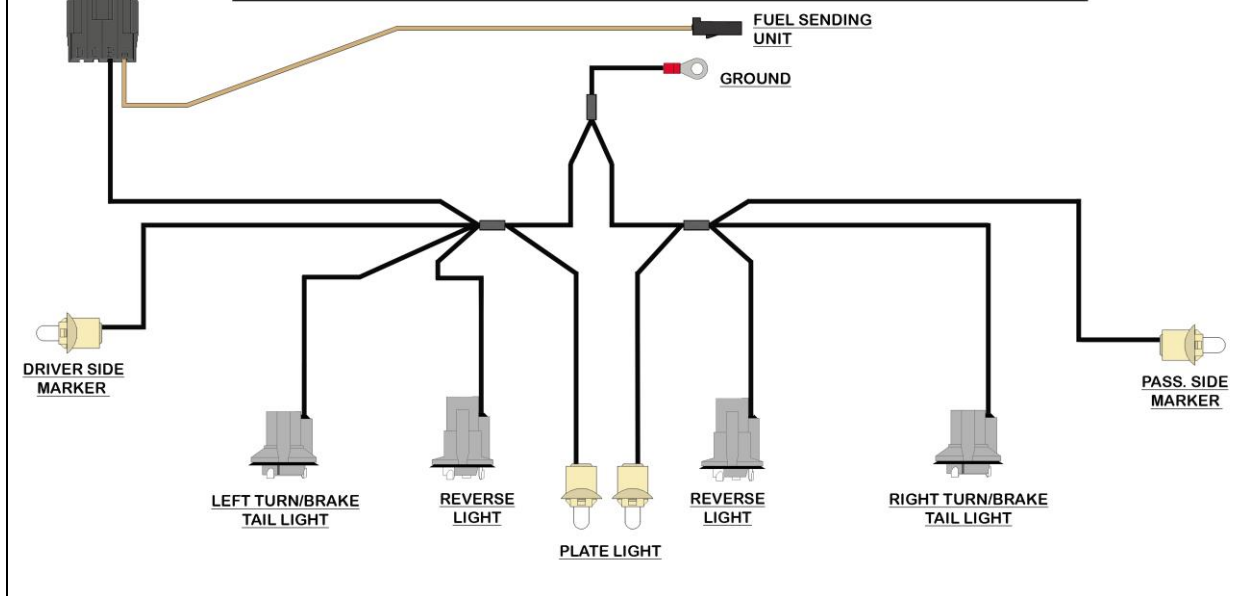 FUEL SENDING
UNIT
GROUND
DRIVER SIDE
MARKER
PASS. SIDE
MARKER
LEFT TURN/BRAKE
TAIL LIGHT
REVERSE
LIGHT
PLATE LIGHT
REVERSE
LIGHT
RIGHT TURN/BRAKE
TAIL LIGHT